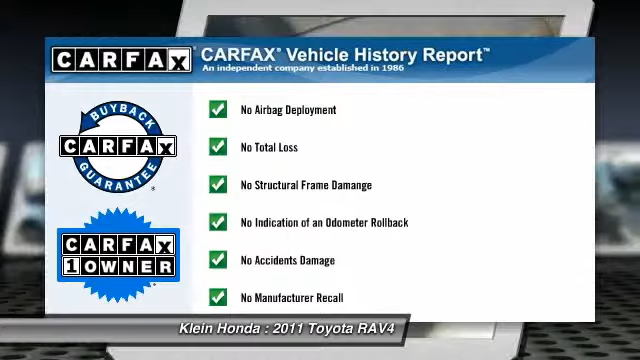 CARFAX
CARFAX® Vehicle History Report™
An independent company established in 1986
BUYBACK
CARFAX
GUARANTEE
®
CARFAX
1 OWNER
No Airbag Deployment
No Total Loss
No Structural Frame Damange
No Indication of an Odometer Rollback
No Accidents Damage
No Manufacturer Recall
Klein Honda : 2011 Toyota RAV4